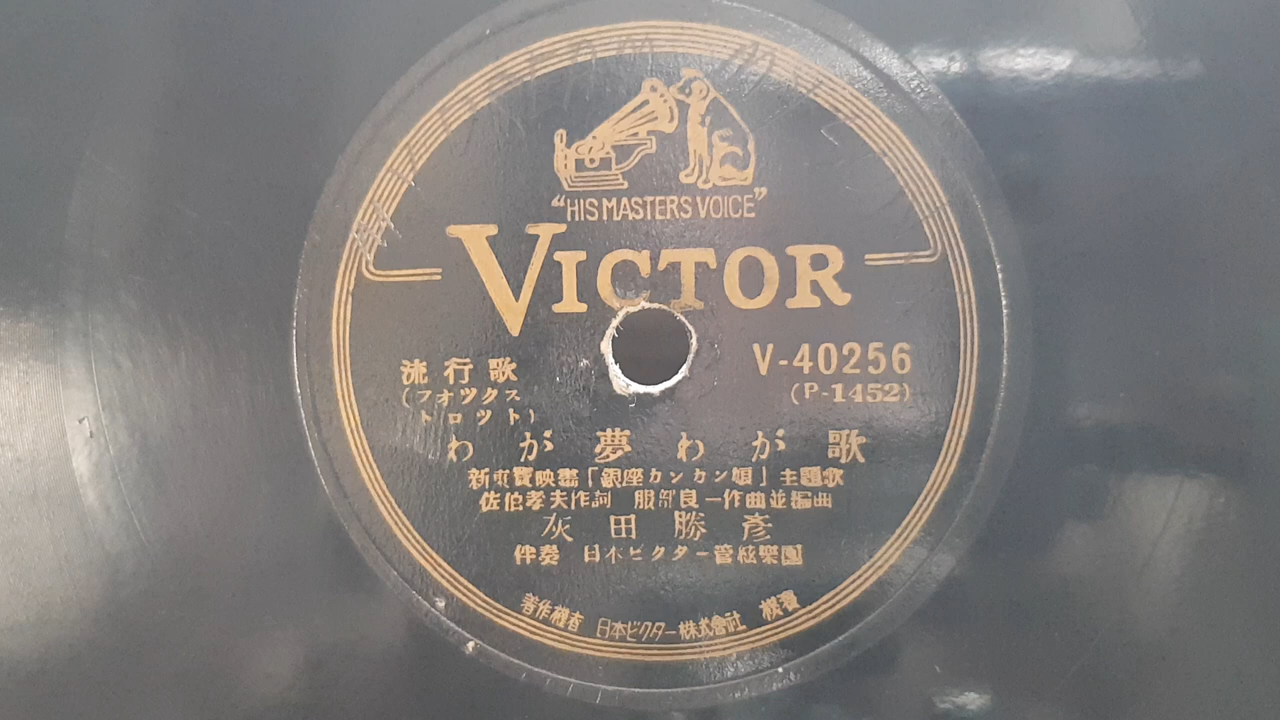 “HIS MASTERS VOICE”
VICTOR
流行歌
(フオツクス
トロツト)
V-40256
(P-1452)
わが夢わが歌
新東寶映畫「銀座カンカン娘」主題歌
佐伯孝夫作詞 服部良一作曲並編曲
灰田勝彥
伴奏 日本ビクター管絃樂團
著作權者 日本ビクター株式會社 横濱